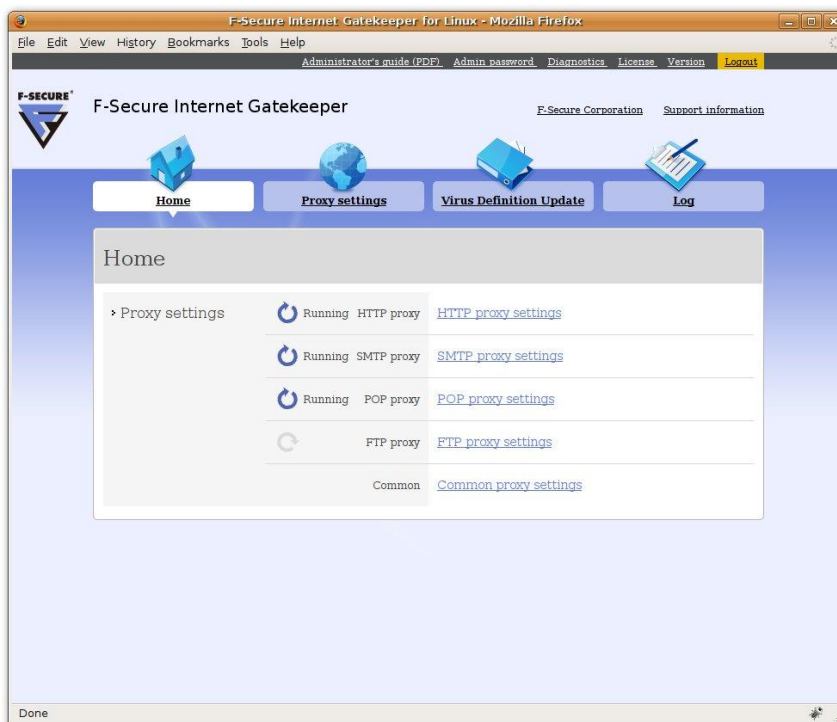 F-Secure Internet Gatekeeper for Linux - Mozilla Firefox
File Edit View History Bookmarks Tools Help
Administrator's guide (PDF) Admin password Diagnostics License Version Logout
F-SECURE
F-Secure Internet Gatekeeper
F-Secure Corporation Support information
Home Proxy settings Virus Definition Update Log
Home
Proxy settings Running HTTP proxy HTTP proxy settings
Running SMTP proxy SMTP proxy settings
Running POP proxy POP proxy settings
FTP proxy FTP proxy settings
Common Common proxy settings
Done